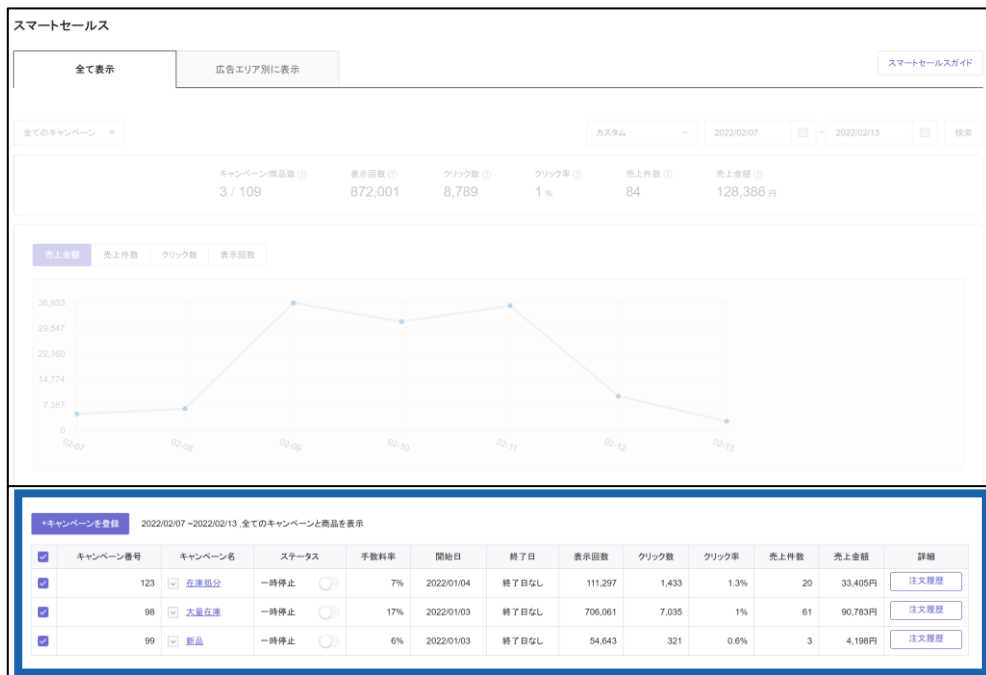 スマートセールス
全て表示 広告エリア別に表示 スマートセールスガイド
全てのキャンペーン カスタム 2022/02/07 ~ 2022/02/13 検索
キャンペーン/商品数 表示回数 クリック数 クリック率 売上件数 売上金額
3 / 109 872,001 8,789 1 % 84 128,386 円
売上金額 売上件数 クリック数 表示回数
36,933
29,547
22,160
14,774
7,387
0
02-07 02-08 02-09 02-10 02-11 02-12 02-13
+キャンペーンを登録 2022/02/07 ~2022/02/13 .全てのキャンペーンと商品を表示
キャンペーン番号 キャンペーン名 ステータス 手数料率 開始日 終了日 表示回数 クリック数 クリック率 売上件数 売上金額 詳細
123 在庫処分 一時停止 7% 2022/01/04 終了日なし 111,297 1,433 1.3% 20 33,405円 注文履歴
98 大量在庫 一時停止 17% 2022/01/03 終了日なし 706,061 7,035 1% 61 90,783円 注文履歴
99 新品 一時停止 6% 2022/01/03 終了日なし 54,643 321 0.6% 3 4,198円 注文履歴